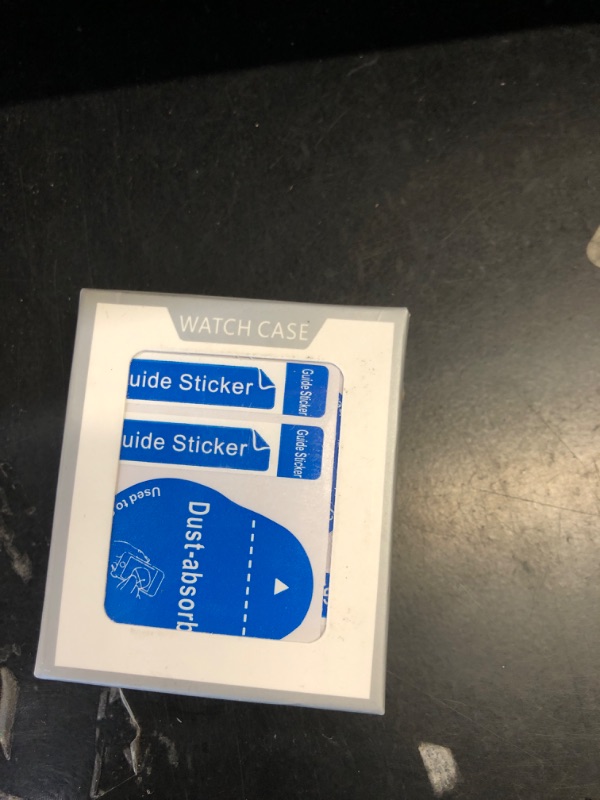 WATCH CASE
uide Sticker
Guide Sticker
uide Sticker
Guide Sticker
Used to
Dust-absorb